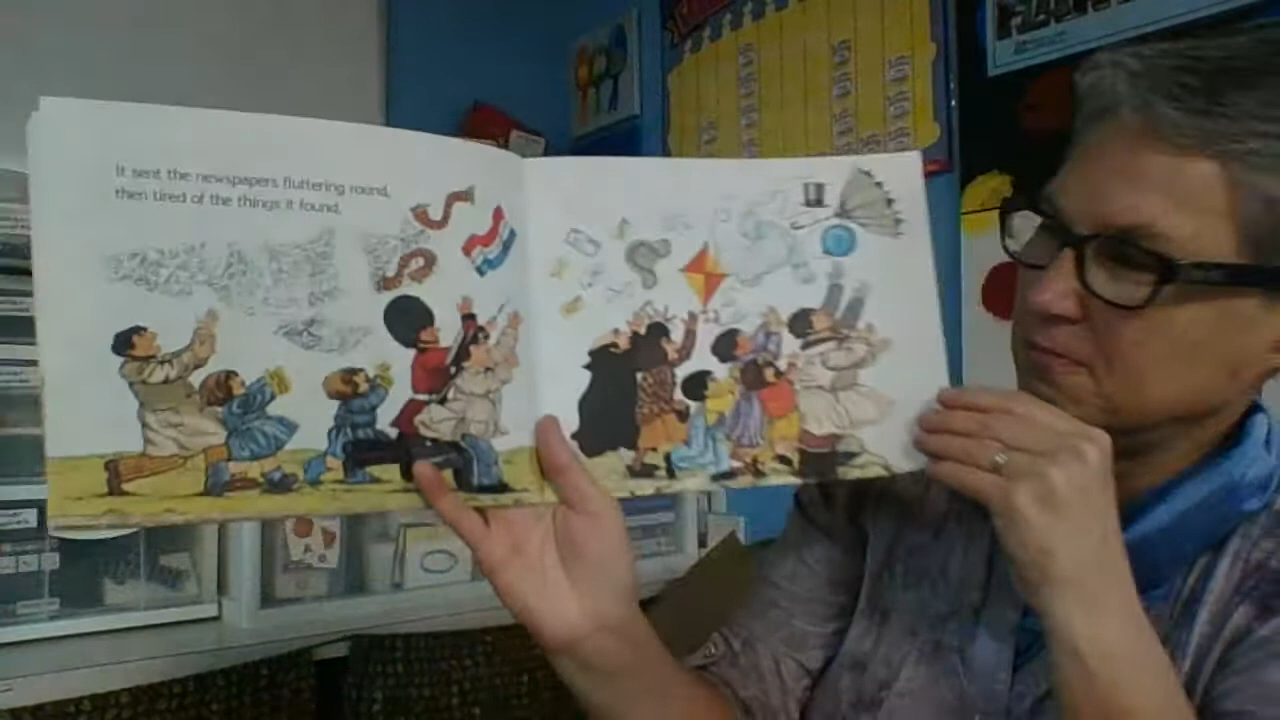 It sent the newspapers fluttering round,
then tired of the things it found,